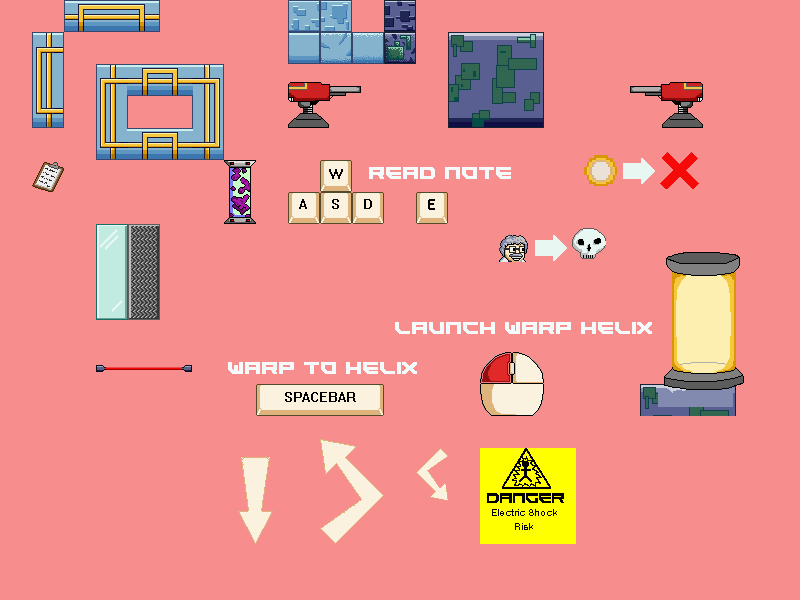 W
READ NOTE
A S D
E
LAUNCH WARP HELIX
WARP TO HELIX
SPACEBAR
DANGER
Electric Shock
Risk